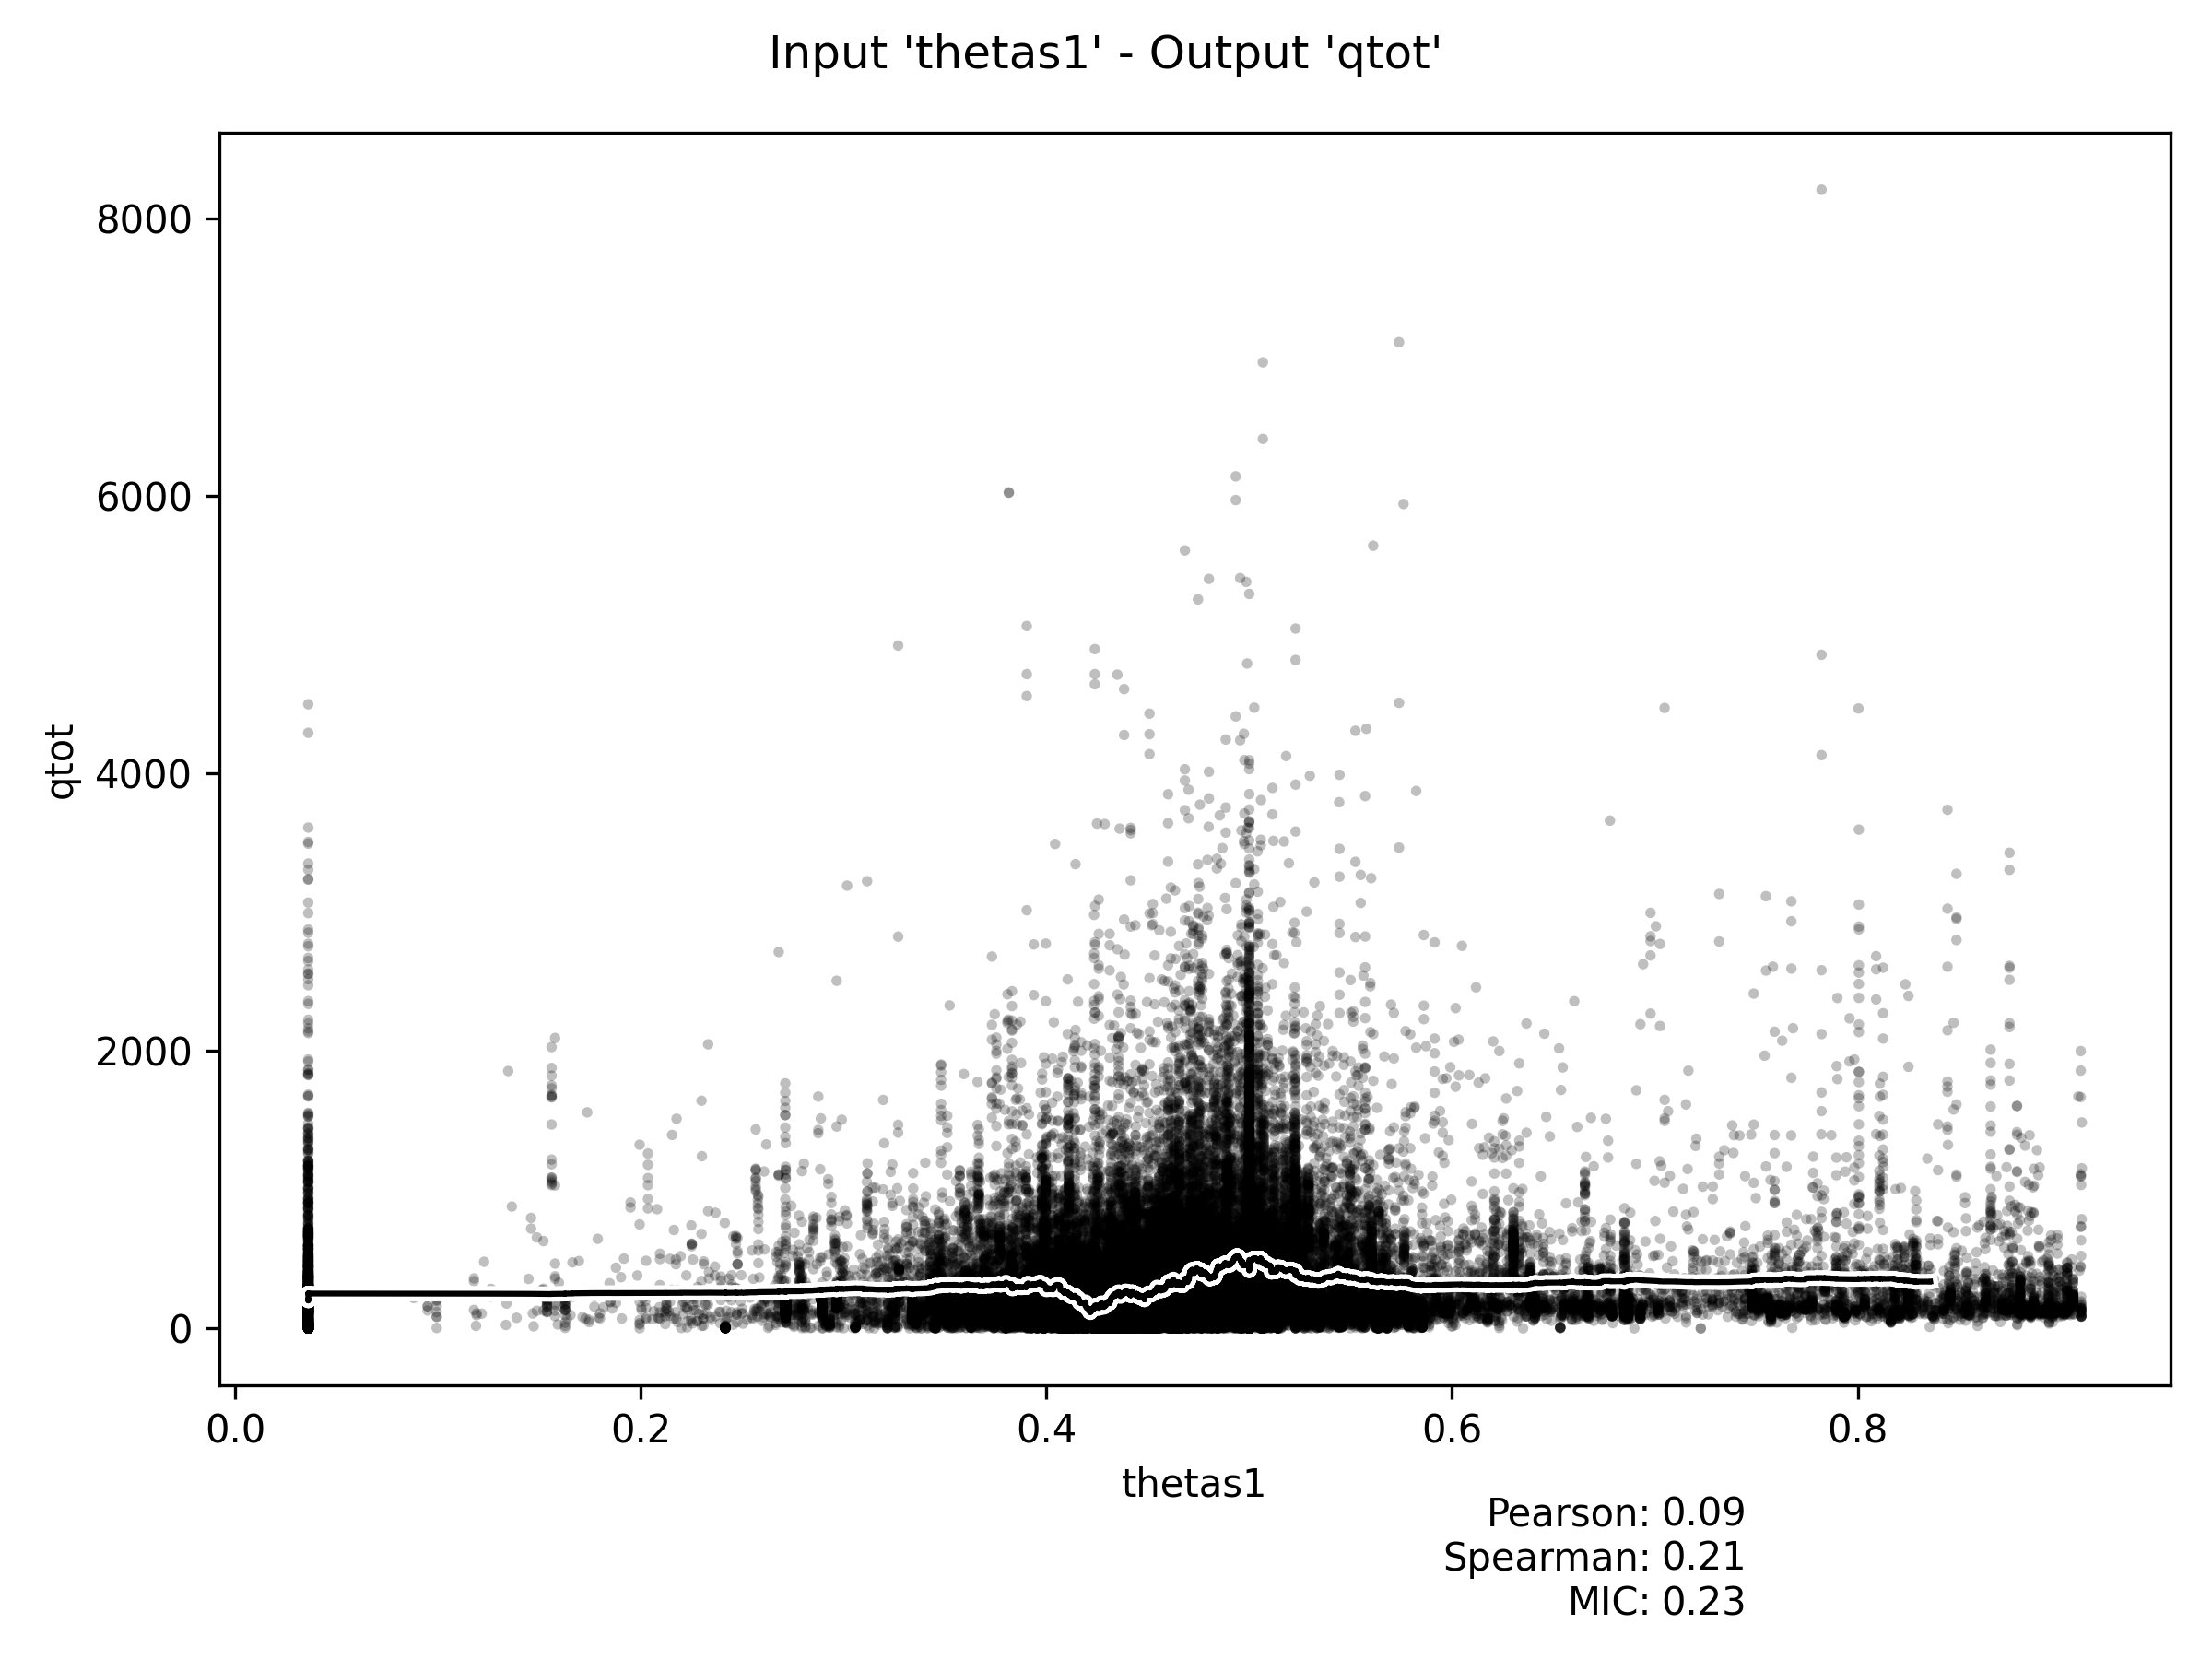 Input 'thetas1' - Output 'qtot'
qtot
8000
6000
4000
2000
0
0.0 0.2 0.4 0.6 0.8
thetas1
Pearson: 0.09
Spearman: 0.21
MIC: 0.23